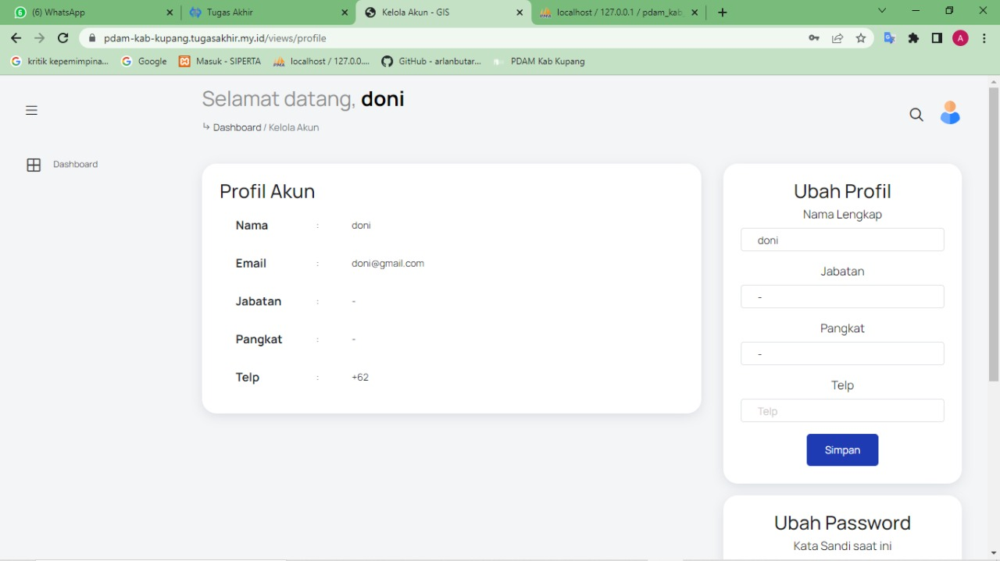 6 (6) WhatsApp
Tugas Akhir
Kelola Akun - GIS
localhost / 127.0.0.1 / pdam_kab_
pdam-kab-kupang.tugasakhir.my.id/views/profile
A
kritik kepemimpina...
Google
Masuk - SIPERTA
localhost / 127.0.0....
GitHub - arlanbutar...
PDAM Kab Kupang
Selamat datang, doni
↳ Dashboard / Kelola Akun
Dashboard
Profil Akun
Nama : doni
Email : doni@gmail.com
Jabatan : -
Pangkat : -
Telp : +62
Ubah Profil
Nama Lengkap
doni
Jabatan
-
Pangkat
-
Telp
Telp
Simpan
Ubah Password
Kata Sandi saat ini